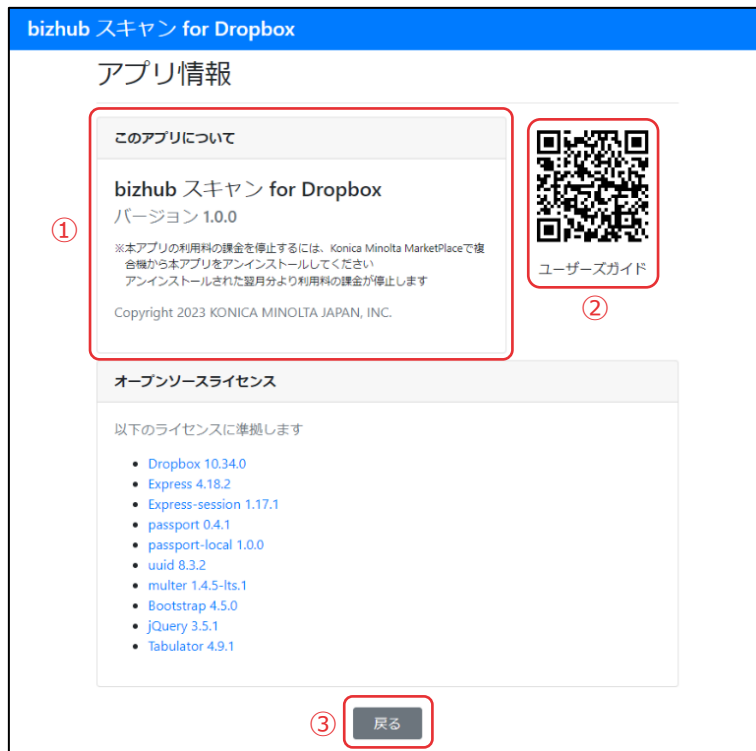 bizhub スキャン for Dropbox
アプリ情報
①
このアプリについて
bizhub スキャン for Dropbox
バージョン 1.0.0
※本アプリの利用料の課金を停止するには、Konica Minolta MarketPlaceで複
合機から本アプリをアンインストールしてください
アンインストールされた翌月分より利用料の課金が停止します
Copyright 2023 KONICA MINOLTA JAPAN, INC.
ユーザーズガイド
②
オープンソースライセンス
以下のライセンスに準拠します
• Dropbox 10.34.0
• Express 4.18.2
• Express-session 1.17.1
• passport 0.4.1
• passport-local 1.0.0
• uuid 8.3.2
• multer 1.4.5-lts.1
• Bootstrap 4.5.0
• jQuery 3.5.1
• Tabulator 4.9.1
③ 戻る